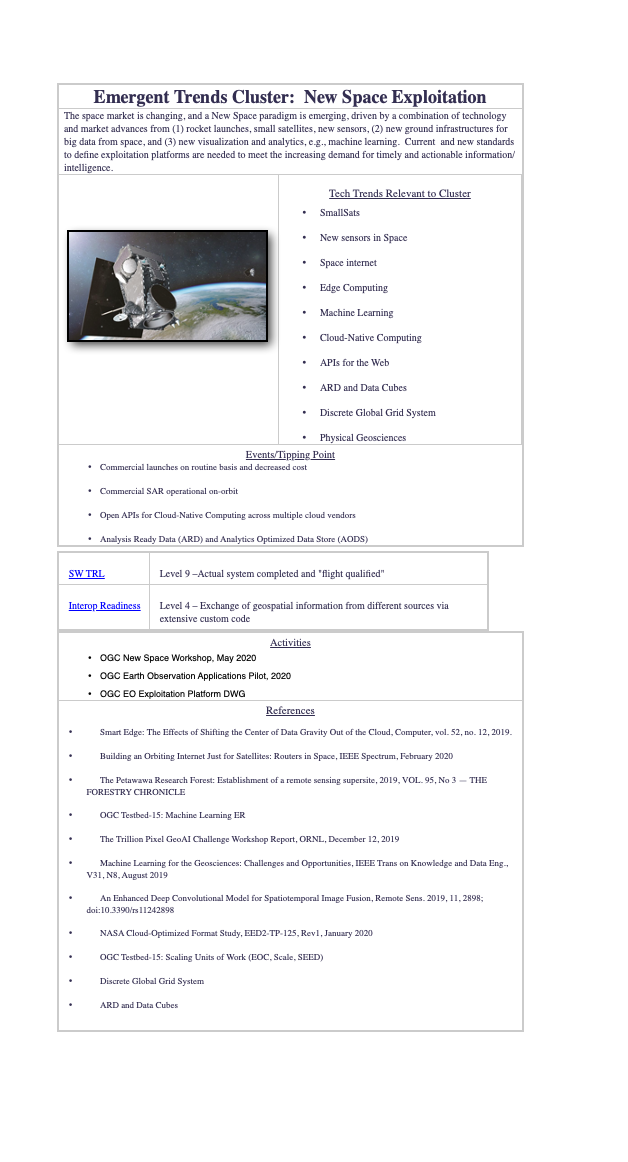 Emergent Trends Cluster:  New Space Exploitation
The space market is changing, and a New Space paradigm is emerging, driven by a combination of technology
and market advances from (1) rocket launches, small satellites, new sensors, (2) new ground infrastructures for
big data from space, and (3) new visualization and analytics, e.g., machine learning.  Current  and new standards
to define exploitation platforms are needed to meet the increasing demand for timely and actionable information/
intelligence.
Tech Trends Relevant to Cluster
• SmallSats
• New sensors in Space
• Space internet
• Edge Computing
• Machine Learning
• Cloud-Native Computing
• APIs for the Web
• ARD and Data Cubes
• Discrete Global Grid System
• Physical Geosciences
Events/Tipping Point
• Commercial launches on routine basis and decreased cost
• Commercial SAR operational on-orbit
• Open APIs for Cloud-Native Computing across multiple cloud vendors
• Analysis Ready Data (ARD) and Analytics Optimized Data Store (AODS)
SW TRL
Level 9 –Actual system completed and "flight qualified"
Interop Readiness
Level 4 – Exchange of geospatial information from different sources via
extensive custom code
Activities
• OGC New Space Workshop, May 2020
• OGC Earth Observation Applications Pilot, 2020
• OGC EO Exploitation Platform DWG
References
• Smart Edge: The Effects of Shifting the Center of Data Gravity Out of the Cloud, Computer, vol. 52, no. 12, 2019.
• Building an Orbiting Internet Just for Satellites: Routers in Space, IEEE Spectrum, February 2020
• The Petawawa Research Forest: Establishment of a remote sensing supersite, 2019, VOL. 95, No 3 — THE
FORESTRY CHRONICLE
• OGC Testbed-15: Machine Learning ER
• The Trillion Pixel GeoAI Challenge Workshop Report, ORNL, December 12, 2019
• Machine Learning for the Geosciences: Challenges and Opportunities, IEEE Trans on Knowledge and Data Eng.,
V31, N8, August 2019
• An Enhanced Deep Convolutional Model for Spatiotemporal Image Fusion, Remote Sens. 2019, 11, 2898;
doi:10.3390/rs11242898
• NASA Cloud-Optimized Format Study, EED2-TP-125, Rev1, January 2020
• OGC Testbed-15: Scaling Units of Work (EOC, Scale, SEED)
• Discrete Global Grid System
• ARD and Data Cubes